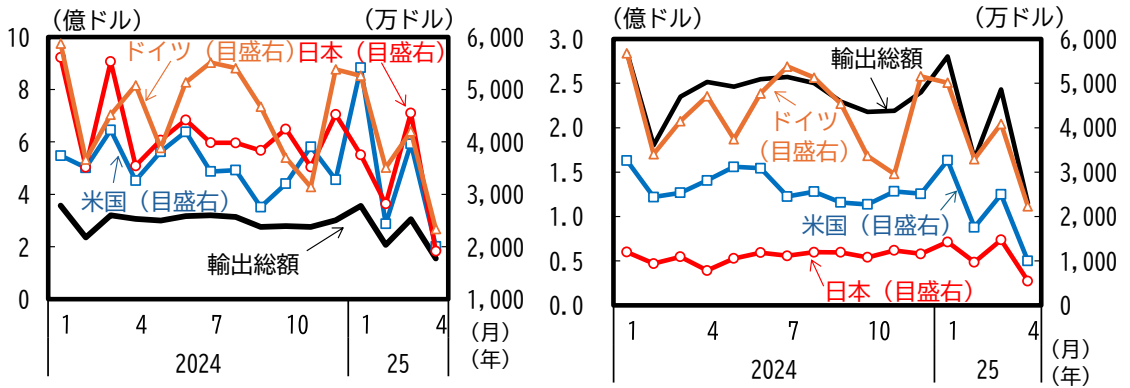 （億ドル）
（万ドル）
10
8
6
4
2
0
6,000
5,000
4,000
3,000
2,000
1,000
ドイツ（目盛右）
日本（目盛右）
米国（目盛右）
輸出総額
1 4 7 10 1 4
（月）
2024 25
（年）
（億ドル）
（万ドル）
3.0
2.5
2.0
1.5
1.0
0.5
0.0
6,000
5,000
4,000
3,000
2,000
1,000
0
輸出総額
ドイツ
（目盛右）
米国（目盛右）
日本（目盛右）
1 4 7 10 1 4
（月）
2024 25
（年）